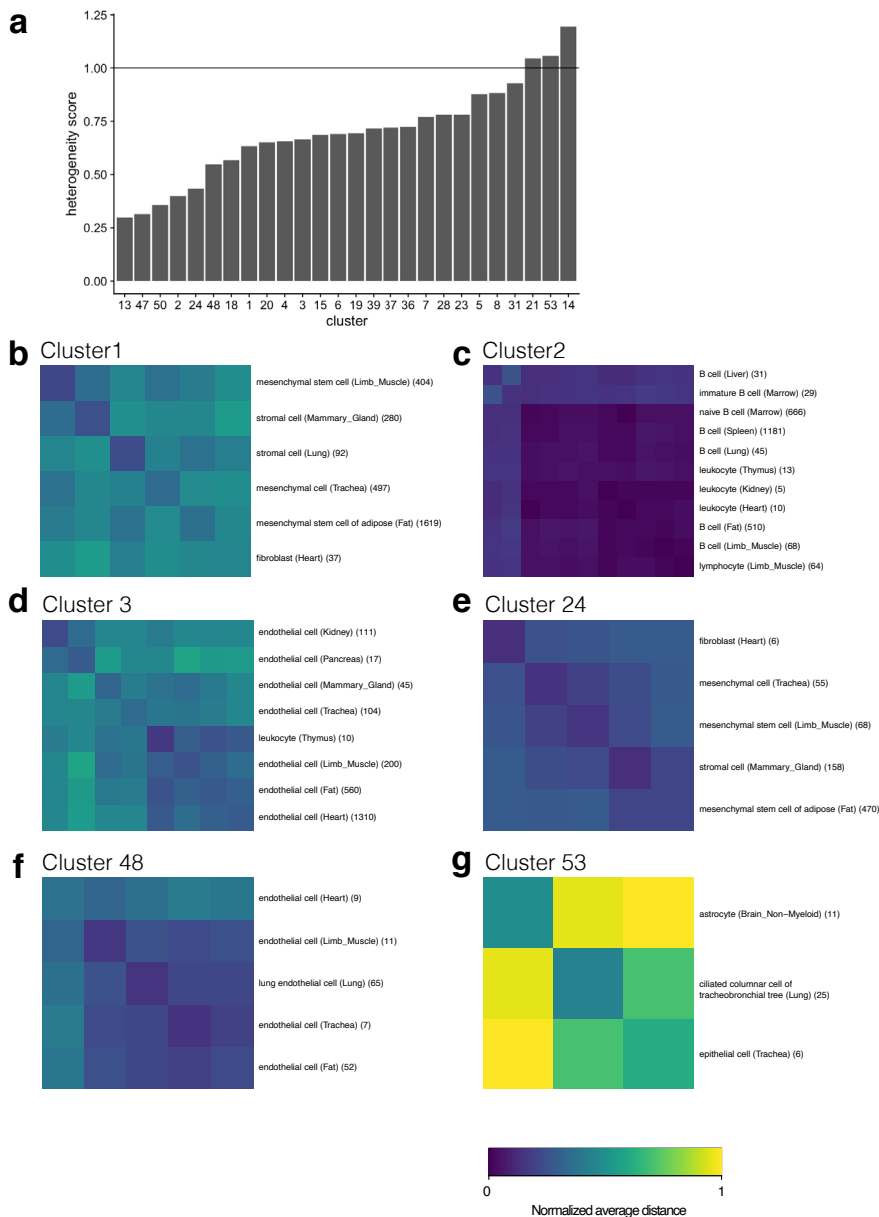 a
1.25
1.00
0.75
0.50
0.25
0.00
heterogeneity score
13 47 50 2 24 48 18 1 20 4 3 15 6 19 39 37 36 7 28 23 5 8 31 21 53 14
cluster
b Cluster1
mesenchymal stem cell (Limb_Muscle) (404)
stromal cell (Mammary_Gland) (280)
stromal cell (Lung) (92)
mesenchymal cell (Trachea) (497)
mesenchymal stem cell of adipose (Fat) (1619)
fibroblast (Heart) (37)
c Cluster2
B cell (Liver) (31)
immature B cell (Marrow) (29)
naive B cell (Marrow) (666)
B cell (Spleen) (1181)
B cell (Lung) (45)
leukocyte (Thymus) (13)
leukocyte (Kidney) (5)
leukocyte (Heart) (10)
B cell (Fat) (510)
B cell (Limb_Muscle) (68)
lymphocyte (Limb_Muscle) (64)
d Cluster 3
endothelial cell (Kidney) (111)
endothelial cell (Pancreas) (17)
endothelial cell (Mammary_Gland) (45)
endothelial cell (Trachea) (104)
leukocyte (Thymus) (10)
endothelial cell (Limb_Muscle) (200)
endothelial cell (Fat) (560)
endothelial cell (Heart) (1310)
e Cluster 24
fibroblast (Heart) (6)
mesenchymal cell (Trachea) (55)
mesenchymal stem cell (Limb_Muscle) (68)
stromal cell (Mammary_Gland) (158)
mesenchymal stem cell of adipose (Fat) (470)
f Cluster 48
endothelial cell (Heart) (9)
endothelial cell (Limb_Muscle) (11)
lung endothelial cell (Lung) (65)
endothelial cell (Trachea) (7)
endothelial cell (Fat) (52)
g Cluster 53
astrocyte (Brain_Non−Myeloid) (11)
ciliated columnar cell of
tracheobronchial tree (Lung) (25)
epithelial cell (Trachea) (6)
0 1
Normalized average distance